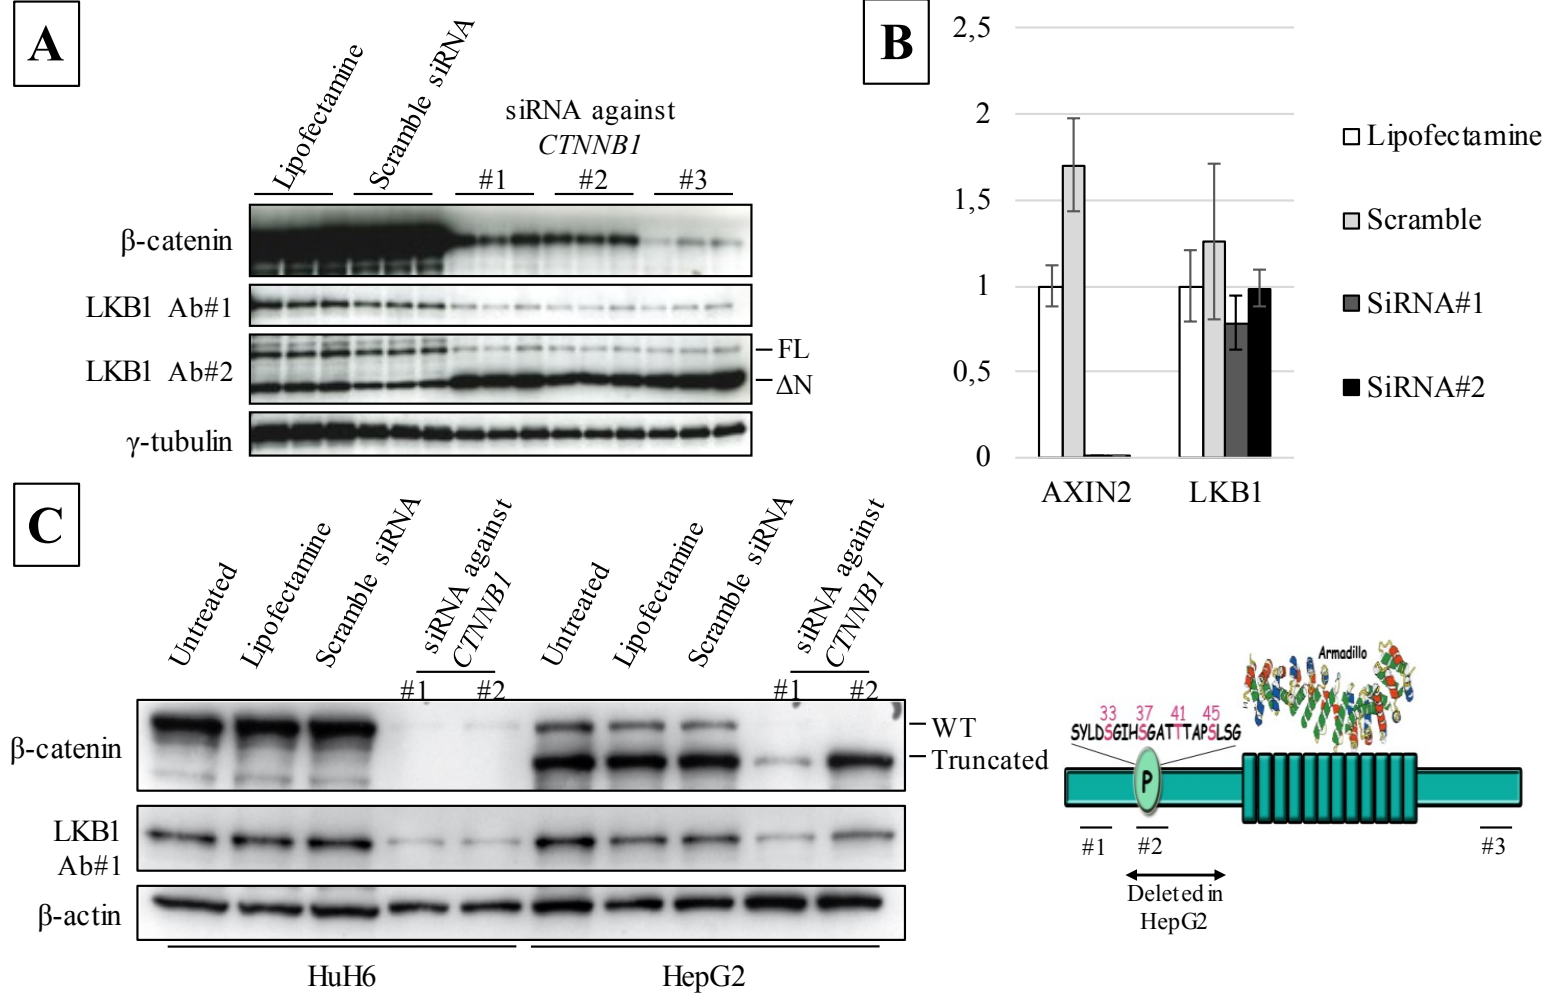 A
Lipofectamine
Scramble siRNA
siRNA against
CTNNB1
#1
#2
#3
β-catenin
LKB1 Ab#1
LKB1 Ab#2
FL
ΔN
γ-tubulin
B
2,5
2
1,5
1
0,5
0
AXIN2
LKB1
Lipofectamine
Scramble
SiRNA#1
SiRNA#2
C
Untreated
Lipofectamine
Scramble siRNA
siRNA against
CTNNB1
#1
#2
Untreated
Lipofectamine
Scramble siRNA
siRNA against
CTNNB1
#1
#2
β-catenin
WT
Truncated
LKB1
Ab#1
β-actin
HuH6
HepG2
Armadillo
33 37 41 45
SYLDSGIHSGATTTAPSLSG
P
#1
#2
#3
Deleted in
HepG2